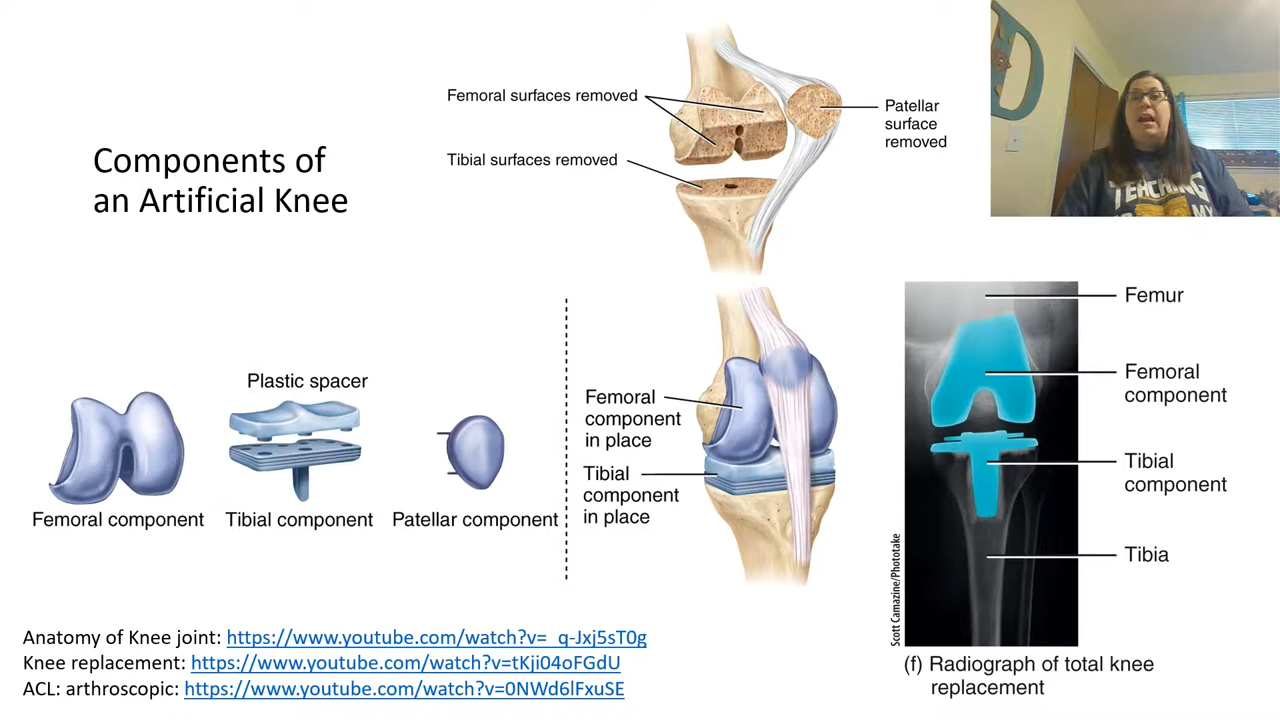 Components of
an Artificial Knee
Femoral surfaces removed
Tibial surfaces removed
Patellar
surface
removed
TEACHING
MY
Plastic spacer
Femoral component
Tibial component
Patellar component
Femoral
component
in place
Tibial
component
in place
Femur
Femoral
component
Tibial
component
Tibia
Scott Camazine/Phototake
(f) Radiograph of total knee
replacement
Anatomy of Knee joint: https://www.youtube.com/watch?v=_q-Jxj5sT0g
Knee replacement: https://www.youtube.com/watch?v=tKji04oFGdU
ACL: arthroscopic: https://www.youtube.com/watch?v=0NWd6lFxuSE